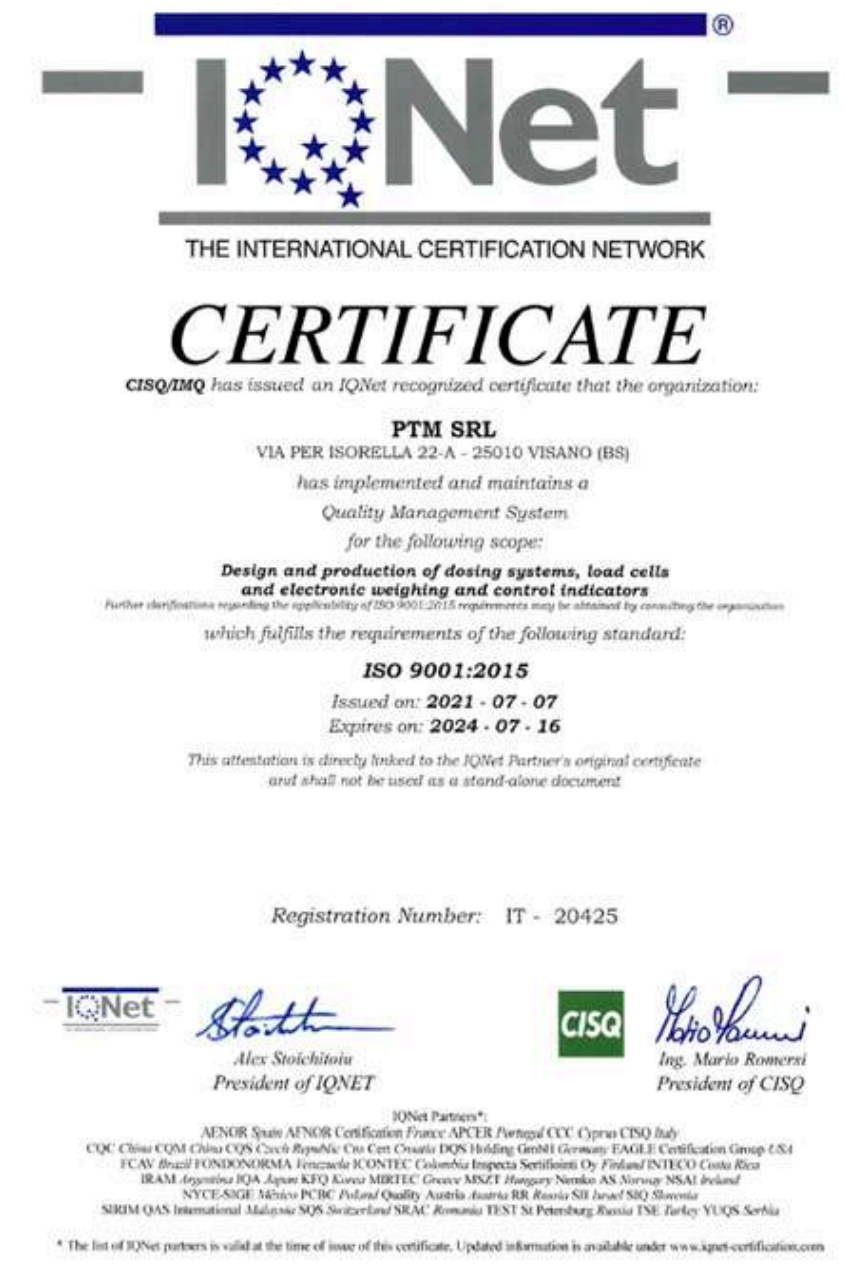 ®
IQNet
THE INTERNATIONAL CERTIFICATION NETWORK
CERTIFICATE
CISQ/IMQ has issued an IQNet recognized certificate that the organization:
PTM SRL
VIA PER ISORELLA 22-A - 25010 VISANO (BS)
has implemented and maintains a
Quality Management System
for the following scope:
Design and production of dosing systems, load cells
and electronic weighing and control indicators
Further clarifications regarding the applicability of ISO 9001:2015 requirements may be obtained by consulting the organization
which fulfills the requirements of the following standard:
ISO 9001:2015
Issued on: 2021 - 07 - 07
Expires on: 2024 - 07 - 16
This attestation is direcly linked to the IQNet Partner's original certificate
and shall not be used as a stand-alone document
Registration Number: IT - 20425
IQNet
CISQ
Alex Stoichitoiu
President of IQNET
Ing. Mario Romersi
President of CISQ
IQNet Partners*:
AENOR Spain AFNOR Certification France APCER Portugal CCC Cyprus CISQ Italy
CQC China CQM China CQS Czech Republic Cro Cert Croatia DQS Holding GmbH Germany EAGLE Certification Group USA
FCAV Brazil FONDONORMA Venezuela ICONTEC Colombia Inspecta Sertifiointi Oy Finland INTECO Costa Rica
IRAM Argentina JQA Japan KFQ Korea MIRTEC Greece MSZT Hungary Nemko AS Norway NSAI Ireland
NYCE-SIGE México PCBC Poland Quality Austria Austria RR Russia SII Israel SIQ Slovenia
SIRIM QAS International Malaysia SQS Switzerland SRAC Romania TEST St Petersburg Russia TSE Turkey YUQS Serbia
* The list of IQNet partners is valid at the time of issue of this certificate. Updated information is available under www.iqnet-certification.com